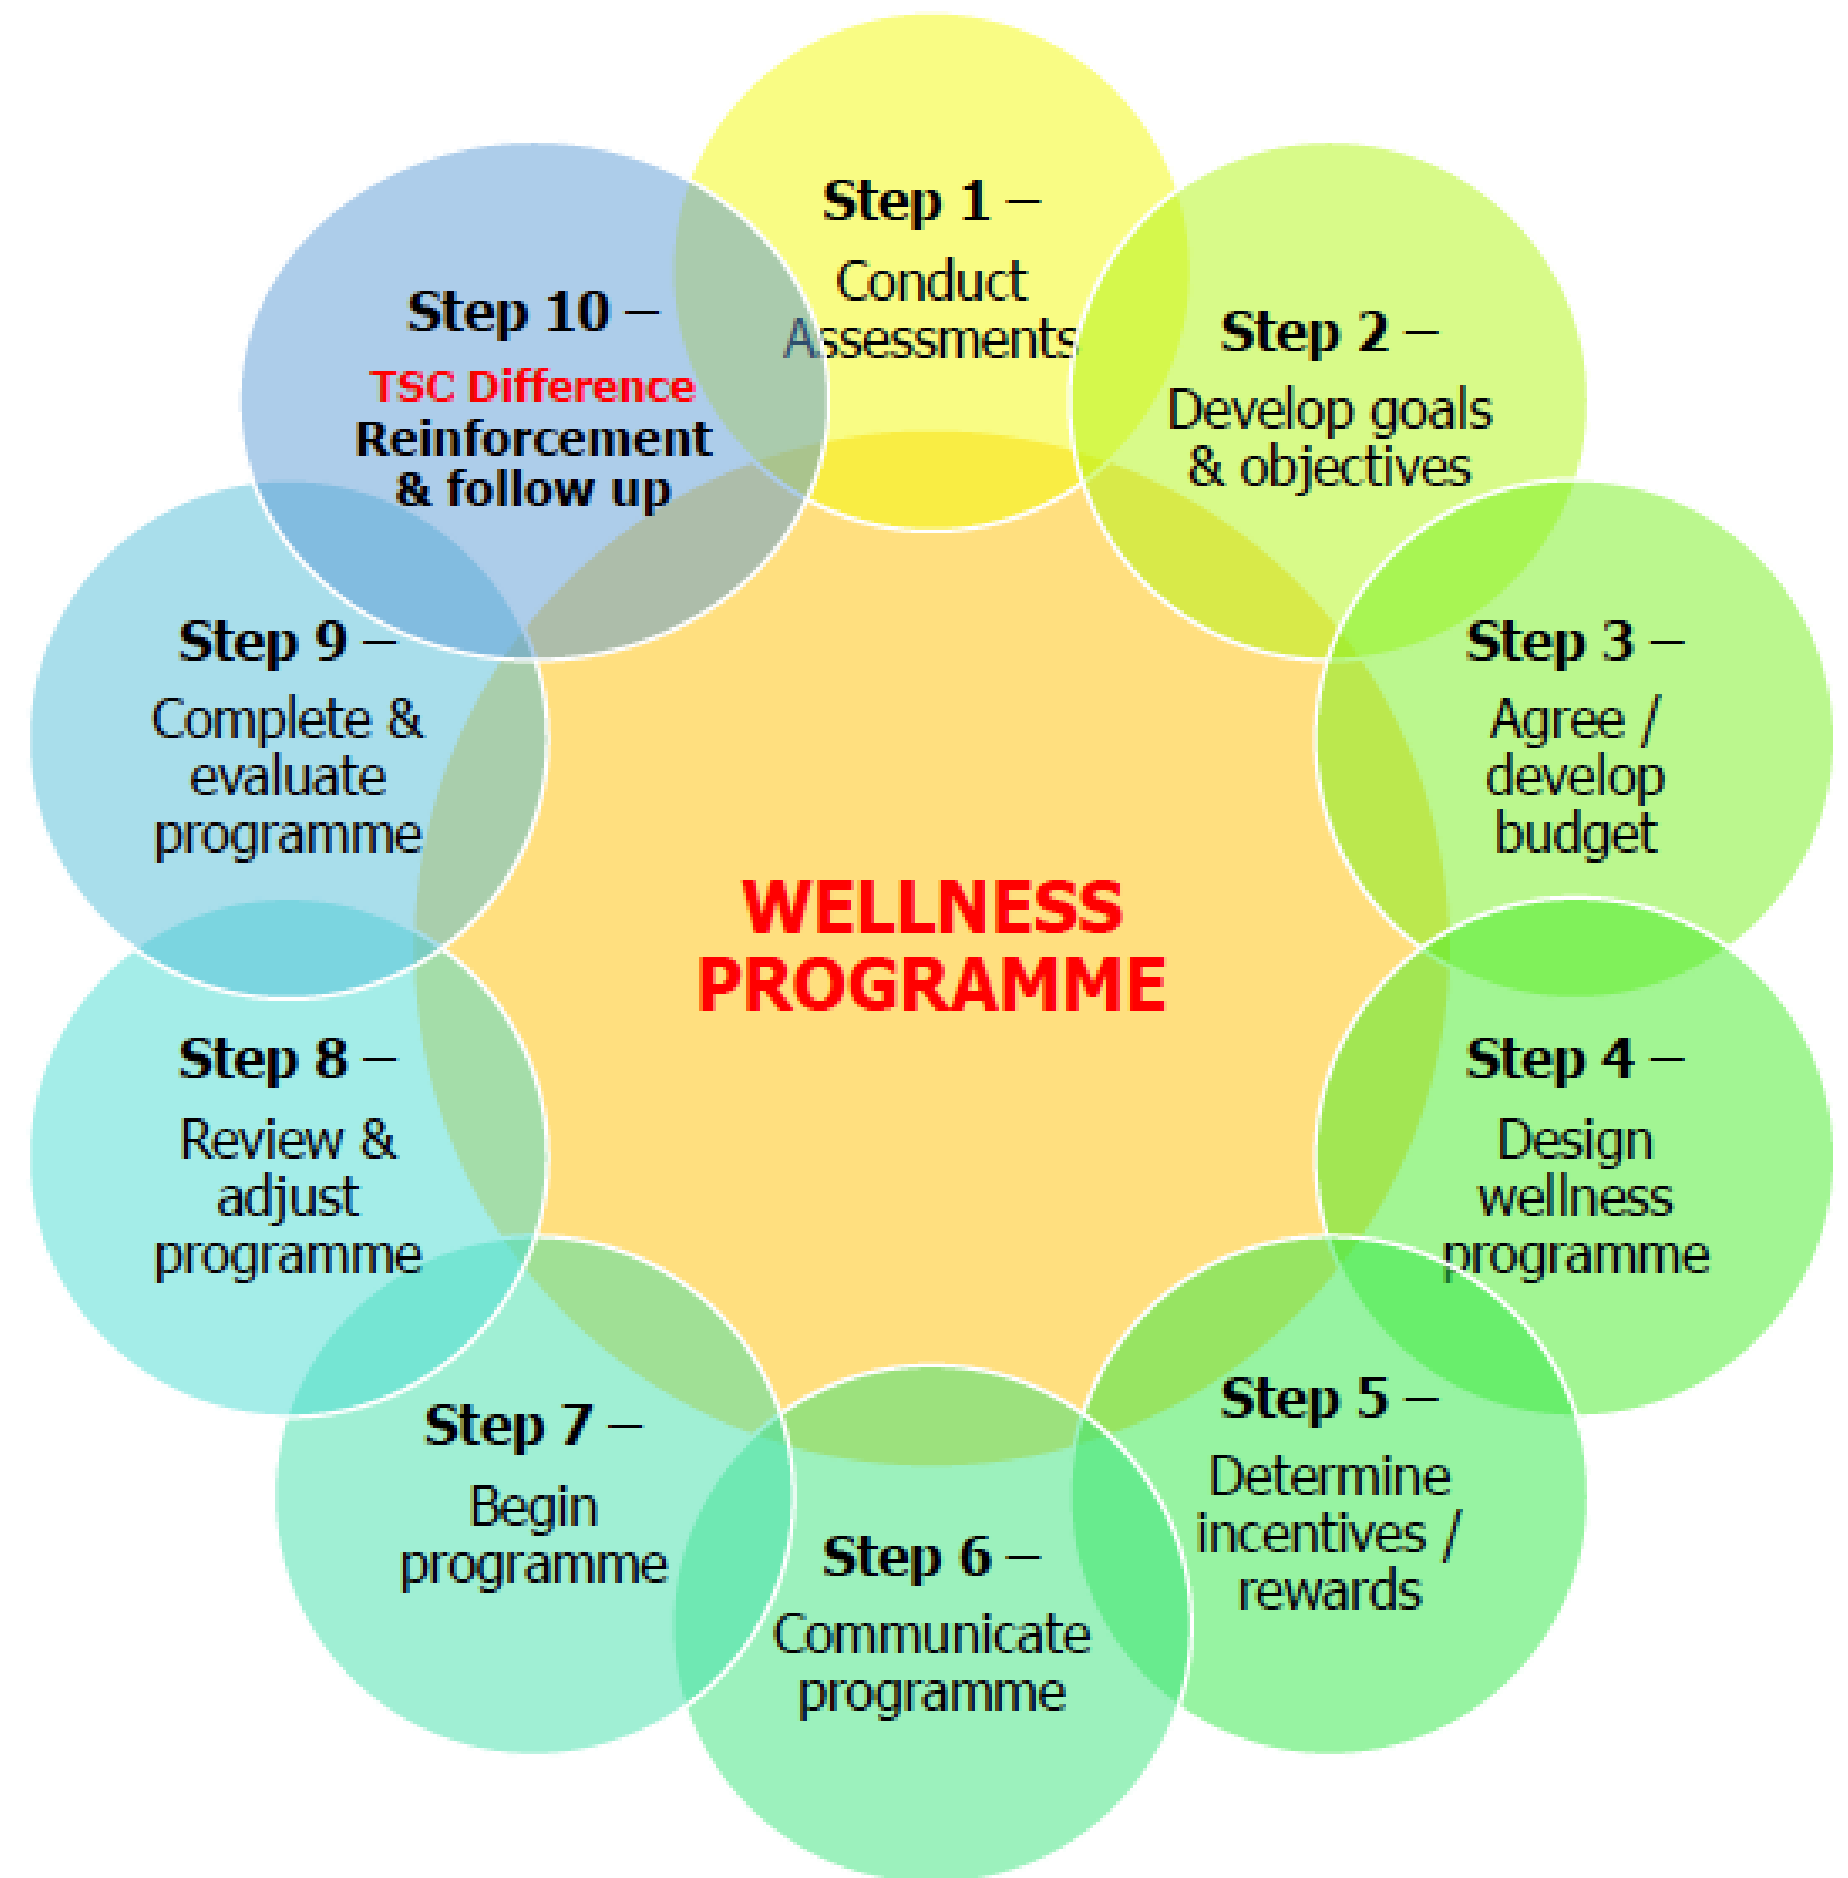 Step 1 –
Conduct
Assessments
Step 2 –
Develop goals
& objectives
Step 3 –
Agree /
develop
budget
Step 4 –
Design
wellness
programme
Step 5 –
Determine
incentives /
rewards
Step 6 –
Communicate
programme
Step 7 –
Begin
programme
Step 8 –
Review &
adjust
programme
Step 9 –
Complete &
evaluate
programme
Step 10 –
TSC Difference
Reinforcement
& follow up
WELLNESS
PROGRAMME